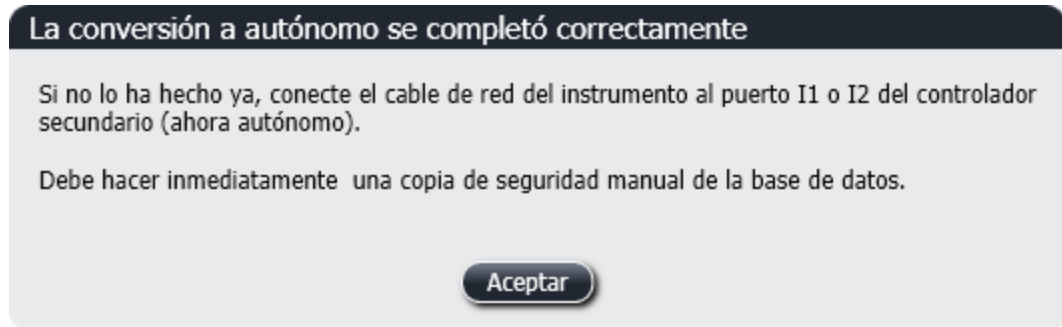 La conversión a autónomo se completó correctamente
Si no lo ha hecho ya, conecte el cable de red del instrumento al puerto I1 o I2 del controlador
secundario (ahora autónomo).
Debe hacer inmediatamente  una copia de seguridad manual de la base de datos.
Aceptar